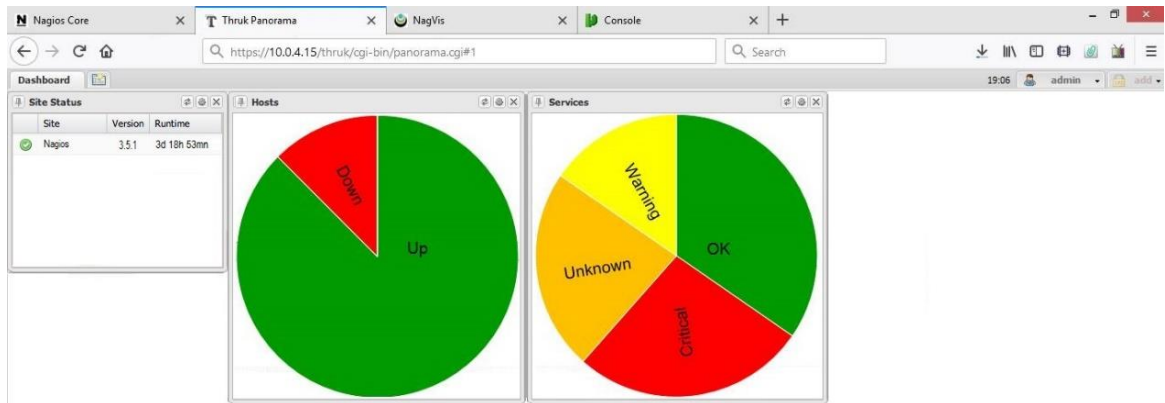 Nagios Core
Thruk Panorama
NagVis
Console
https://10.0.4.15/thruk/cgi-bin/panorama.cgi#1
Search
Dashboard
19:06 admin add
Site Status
Site Version Runtime
Nagios 3.5.1 3d 18h 53mn
Hosts
Down
Up
Services
Warning
OK
Unknown
Critical